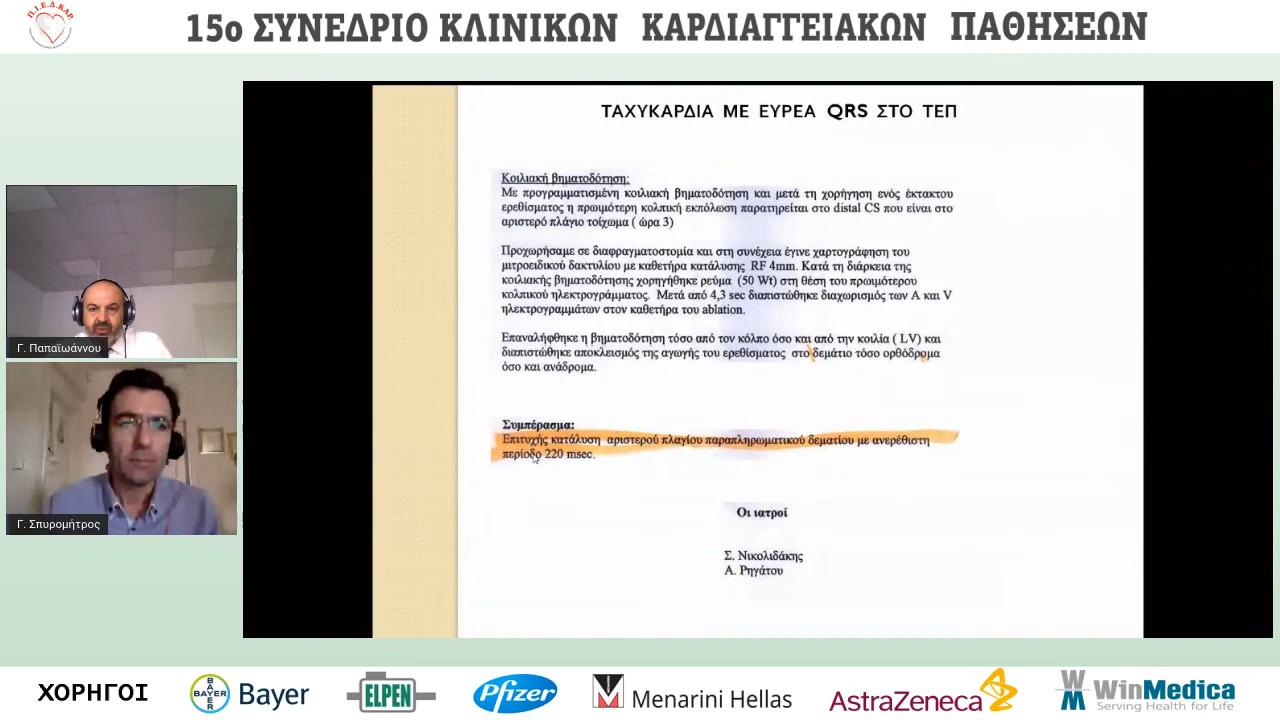 Π.Ι.Ε.Δ.ΚΑΡ
15ο ΣΥΝΕΔΡΙΟ ΚΛΙΝΙΚΩΝ ΚΑΡΔΙΑΓΓΕΙΑΚΩΝ ΠΑΘΗΣΕΩΝ
ΤΑΧΥΚΑΡΔΙΑ ΜΕ ΕΥΡΕΑ QRS ΣΤΟ ΤΕΠ
Κοιλιακή βηματοδότηση:
Με προγραμματισμένη κοιλιακή βηματοδότηση και μετά τη χορήγηση ενός έκτακτου
ερεθίσματος η πρωιμότερη κολπική εκπόλωση παρατηρείται στο distal CS που είναι στο
αριστερό πλάγιο τοίχωμα ( ώρα 3)
Προχωρήσαμε σε διαφραγματοστομία και στη συνέχεια έγινε χαρτογράφηση του
μιτροειδικού δακτυλίου με καθετήρα κατάλυσης RF 4mm. Κατά τη διάρκεια της
κοιλιακής βηματοδότησης χορηγήθηκε ρεύμα (50 Wt) στη θέση του πρωιμότερου
κολπικού ηλεκτρογράμματος. Μετά από 4,3 sec διαπιστώθηκε διαχωρισμός των Α και V
ηλεκτρογραμμάτων στον καθετήρα του ablation.
Επαναλήφθηκε η βηματοδότηση τόσο από τον κόλπο όσο και από την κοιλία ( LV) και
διαπιστώθηκε αποκλεισμός της αγωγής του ερεθίσματος στο δεμάτιο τόσο ορθόδρομα
όσο και ανάδρομα.
Συμπέρασμα:
Επιτυχής κατάλυση αριστερού πλαγίου παραπληρωματικού δεματίου με ανερέθιστη
περίοδο 220 msec.
Οι ιατροί
Σ. Νικολιδάκης
Α. Ρηγάτου
Γ. Παπαϊωάννου
Γ. Σπυρομήτρος
ΧΟΡΗΓΟΙ
BAYER
BAYER
Bayer
ELPEN
Pfizer
Menarini Hellas
AstraZeneca
WinMedica
Serving Health for Life